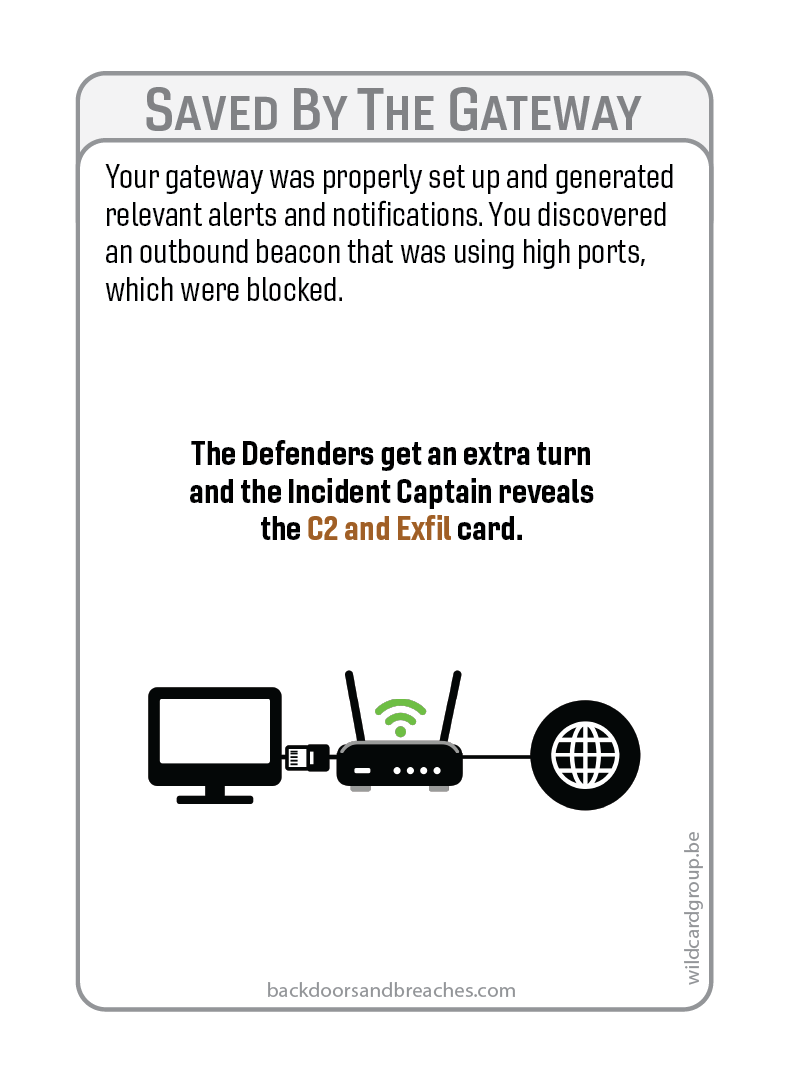 SAVED BY THE GATEWAY
Your gateway was properly set up and generated
relevant alerts and notifications. You discovered
an outbound beacon that was using high ports,
which were blocked.
The Defenders get an extra turn
and the Incident Captain reveals
the C2 and Exfil card.
wildcardgroup.be
backdoorsandbreaches.com